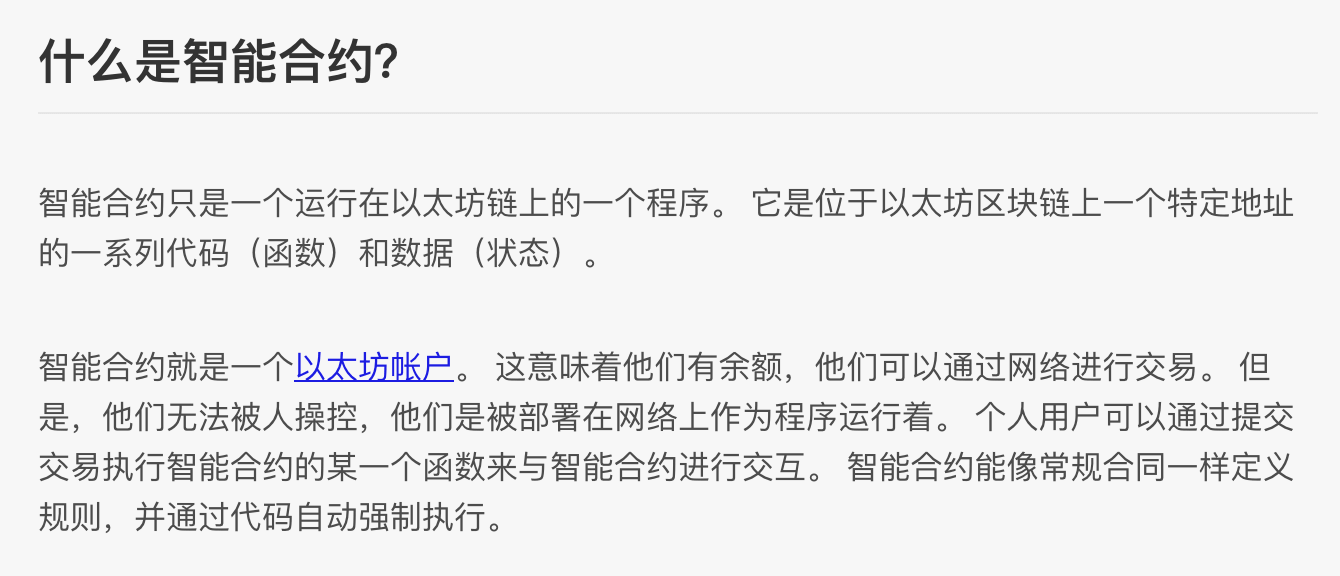 什么是智能合约?
智能合约只是一个运行在以太坊链上的一个程序。 它是位于以太坊区块链上一个特定地址
的一系列代码（函数）和数据（状态）。
智能合约就是一个以太坊帐户。 这意味着他们有余额，他们可以通过网络进行交易。 但
是，他们无法被人操控，他们是被部署在网络上作为程序运行着。 个人用户可以通过提交
交易执行智能合约的某一个函数来与智能合约进行交互。 智能合约能像常规合同一样定义
规则，并通过代码自动强制执行。